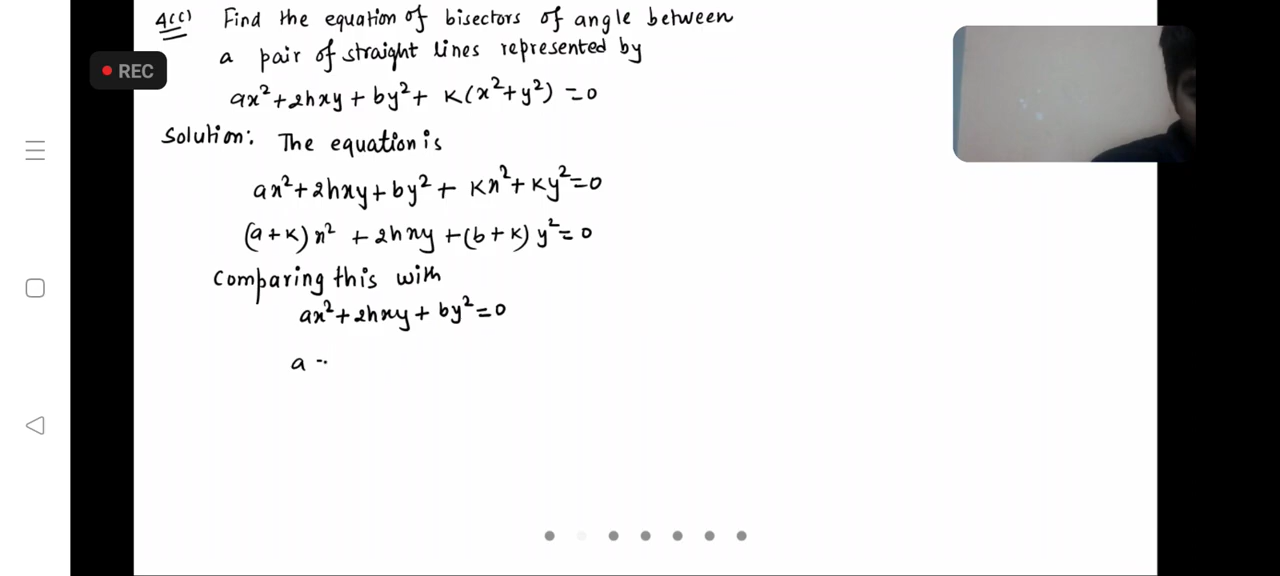 4(c) Find the equation of bisectors of angle between
a pair of straight lines represented by
REC
ax²+2hxy + by²+ K(x²+y²) =0
Solution: The equation is
ax²+2hxy+by²+ Kx²+Ky²=0
(a+K)x² +2hxy +(b+K)y²=0
Comparing this with
ax²+2hxy+by²=0
a =